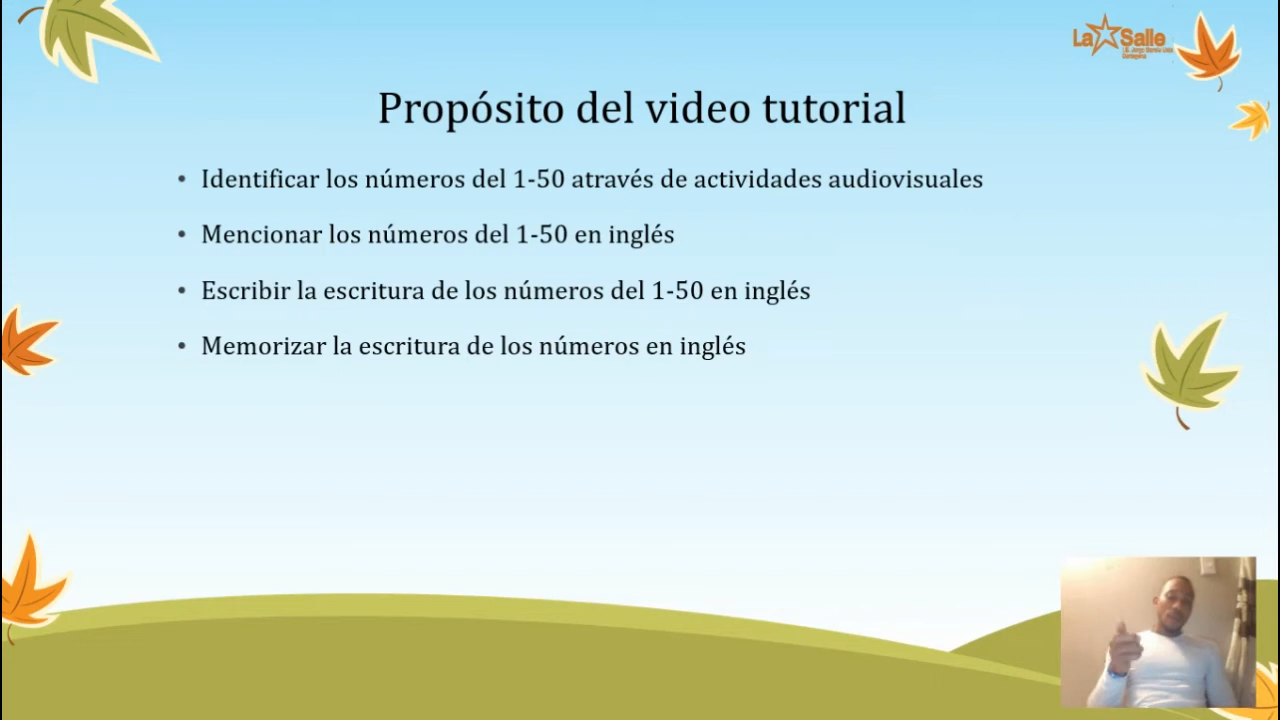 La Salle
Propósito del video tutorial
• Identificar los números del 1-50 através de actividades audiovisuales
• Mencionar los números del 1-50 en inglés
• Escribir la escritura de los números del 1-50 en inglés
• Memorizar la escritura de los números en inglés